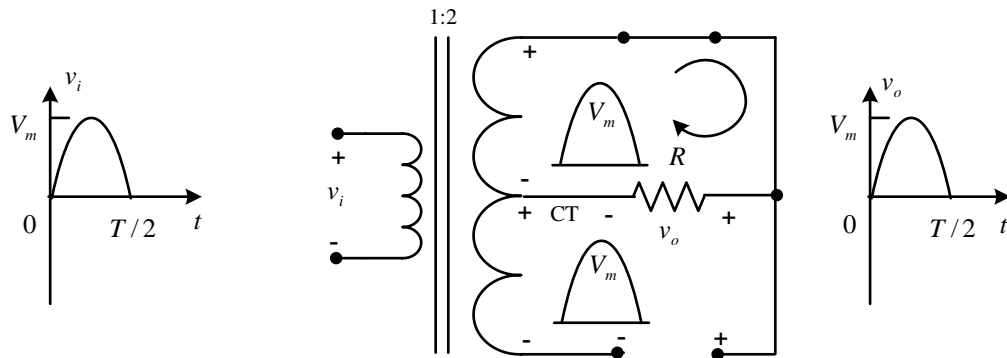 1:2
v_i
V_m
0
T / 2
t
+
v_i
-
+
V_m
-
R
+
CT
-
v_o
+
V_m
-
-
+
v_o
V_m
0
T / 2
t